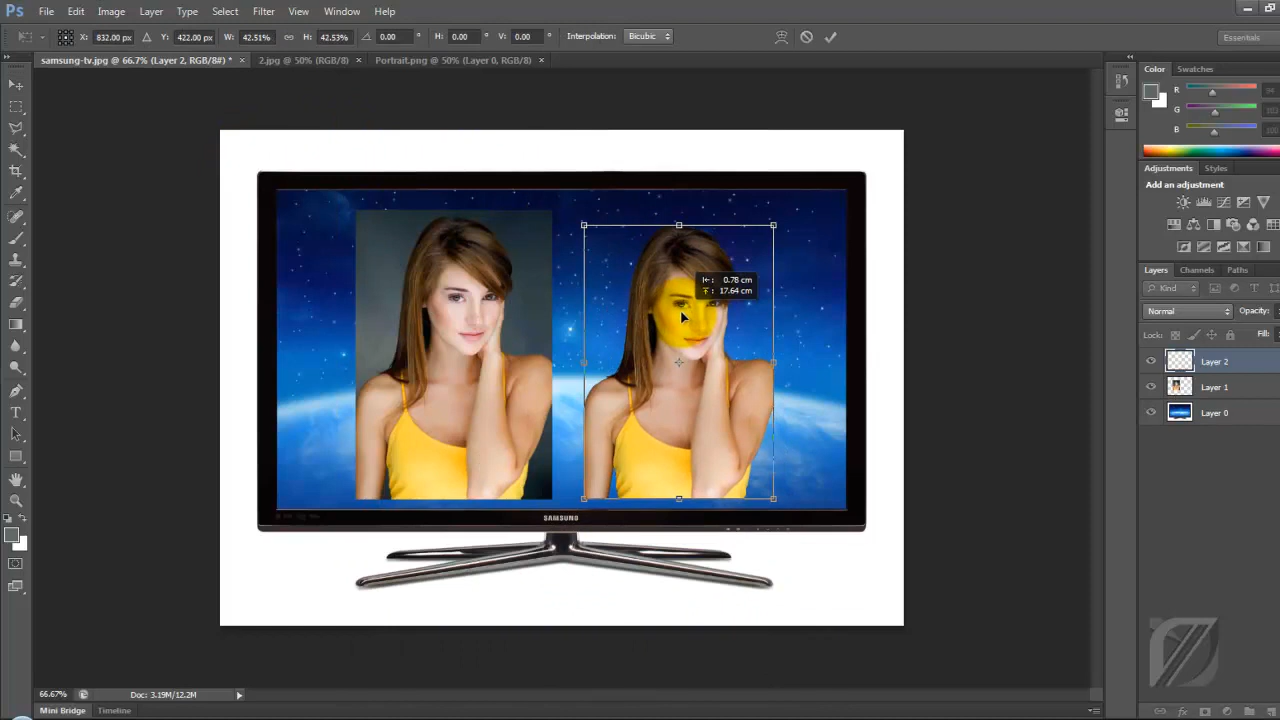 Ps File Edit Image Layer Type Select Filter View Window Help
X: 832.00 px Y: 422.00 px W: 42.51% H: 42.53% 0.00 ° H: 0.00 ° V: 0.00 ° Interpolation: Bicubic Essentials
samsung-tv.jpg @ 66.7% (Layer 2, RGB/8#) * × 2.jpg @ 50% (RGB/8) × Portrait.png @ 50% (Layer 0, RGB/8) ×
Color Swatches
R 94
G 102
B 100
Adjustments Styles
Add an adjustment
Layers Channels Paths
Kind
Normal Opacity:
Lock: Fill:
Layer 2
Layer 1
Layer 0
0.78 cm
17.64 cm
SAMSUNG
66.67% Doc: 3.19M/12.2M
Mini Bridge Timeline